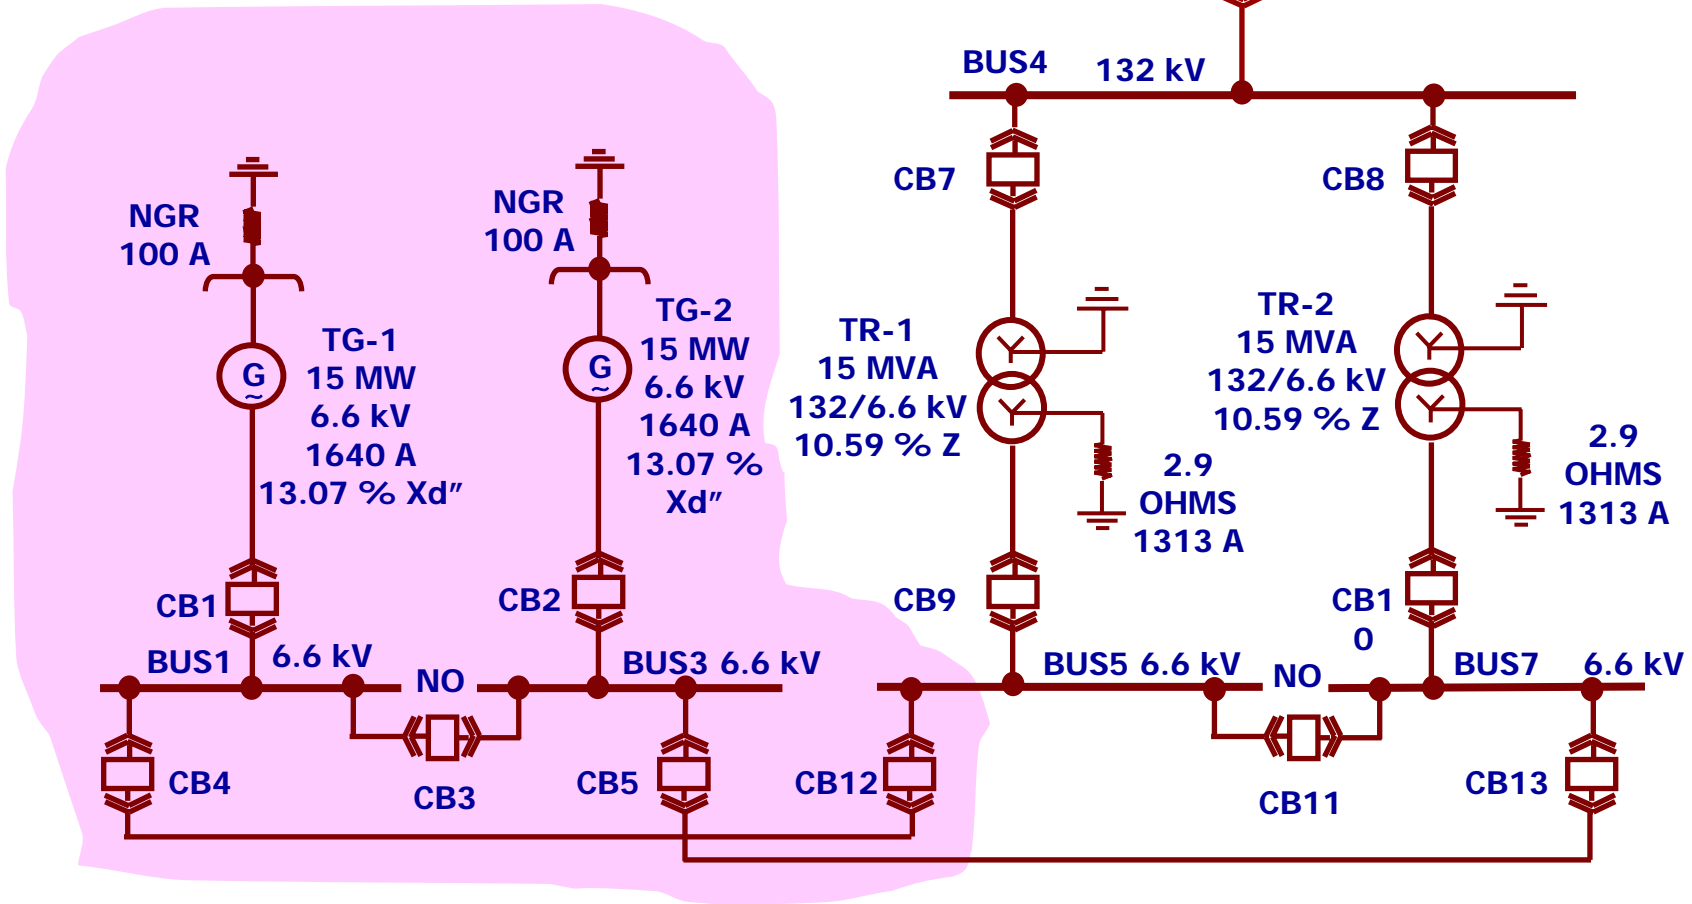 BUS4
132 kV
CB7
CB8
NGR
100 A
NGR
100 A
TG-1
15 MW
6.6 kV
1640 A
13.07 % Xd”
G
~
TG-2
15 MW
6.6 kV
1640 A
13.07 %
Xd”
G
~
TR-1
15 MVA
132/6.6 kV
10.59 % Z
2.9
OHMS
1313 A
TR-2
15 MVA
132/6.6 kV
10.59 % Z
2.9
OHMS
1313 A
CB1
CB2
CB9
CB1
0
BUS1
6.6 kV
NO
BUS3 6.6 kV
BUS5 6.6 kV
NO
BUS7
6.6 kV
CB4
CB3
CB5
CB12
CB11
CB13